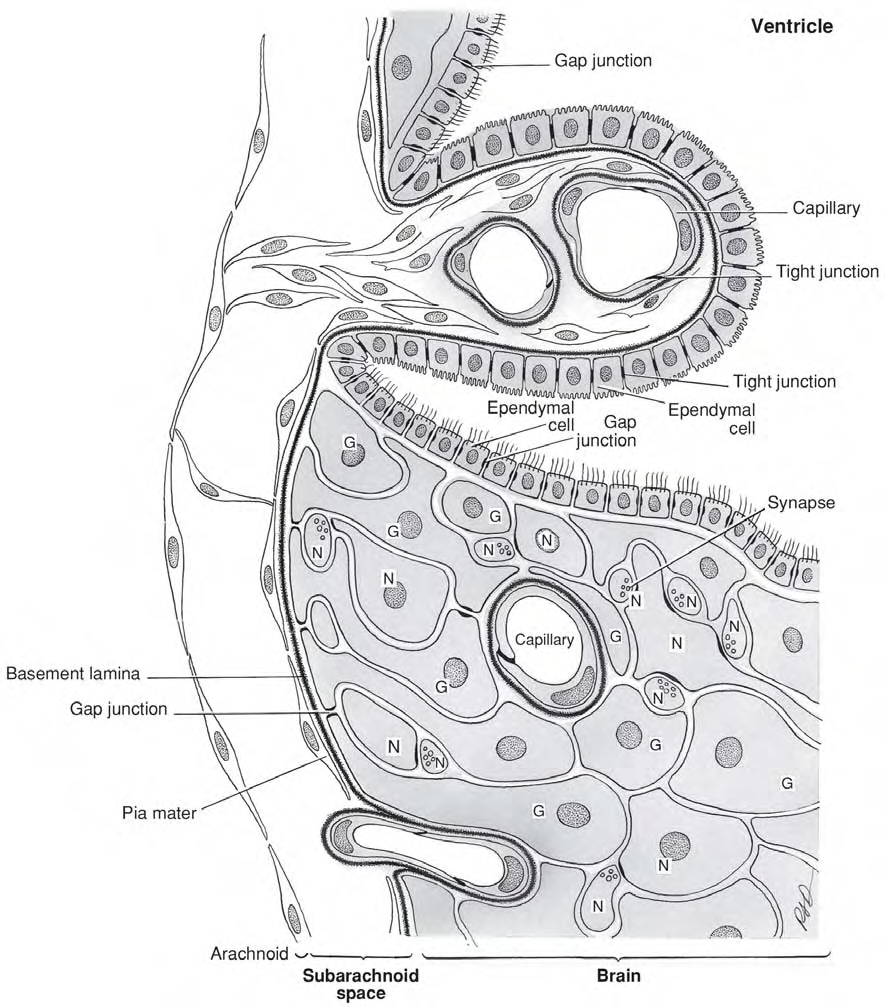 Ventricle
Gap junction
Capillary
Tight junction
Tight junction
Ependymal
cell
Ependymal
cell
Gap
junction
Synapse
G
G
N
G
N
N
N
N
N
N
G
N
Capillary
G
N
Basement lamina
Gap junction
N
N
G
G
Pia mater
G
N
N
Arachnoid
Subarachnoid
space
Brain